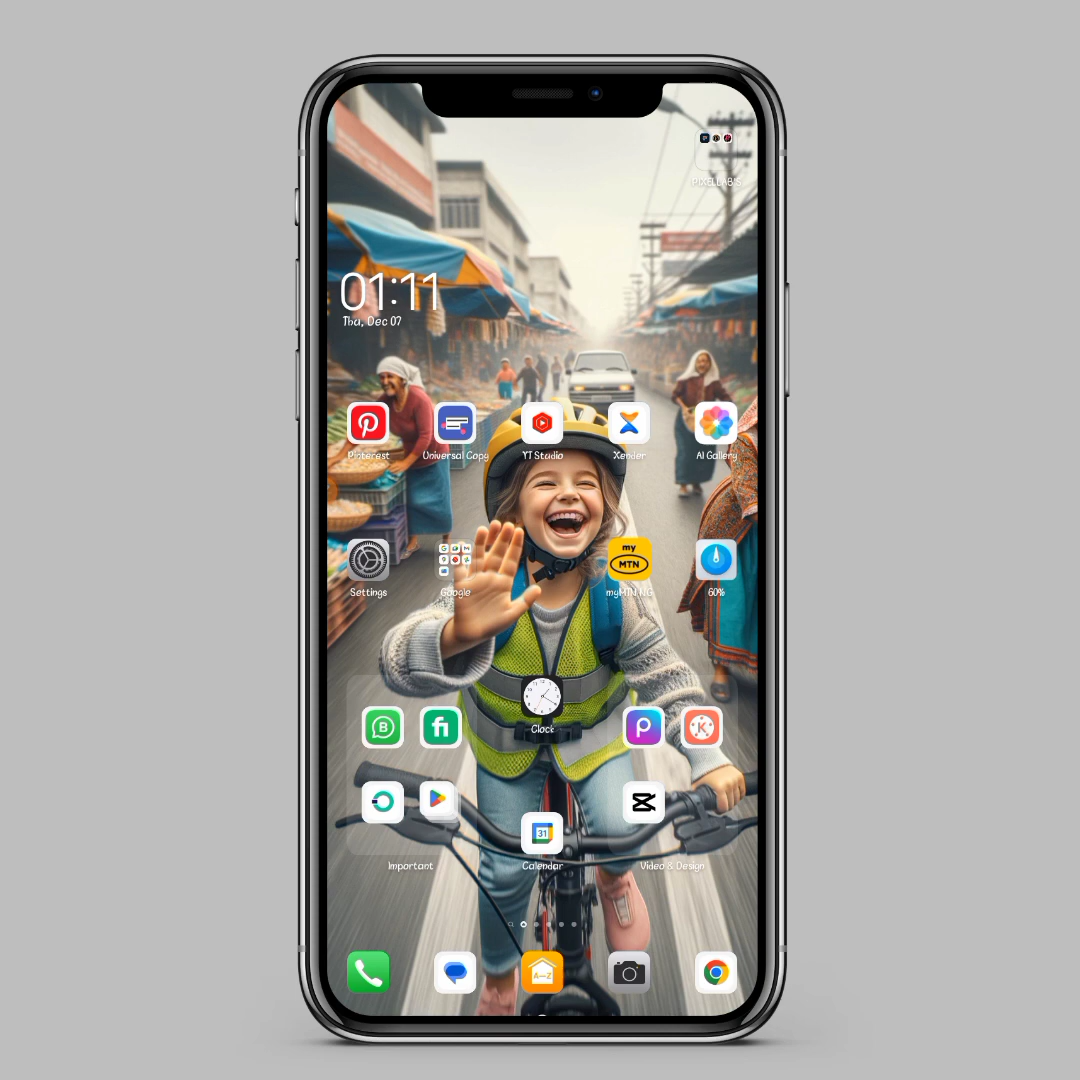 PIXELLAB'S
01:11
Thu, Dec 07
Pinterest
Universal Copy
YT Studio
Xender
AI Gallery
my
MTN
Settings
Google
myMTN NG
60%
Clock
B
K
31
Important
Calendar
Video & Design
A–Z